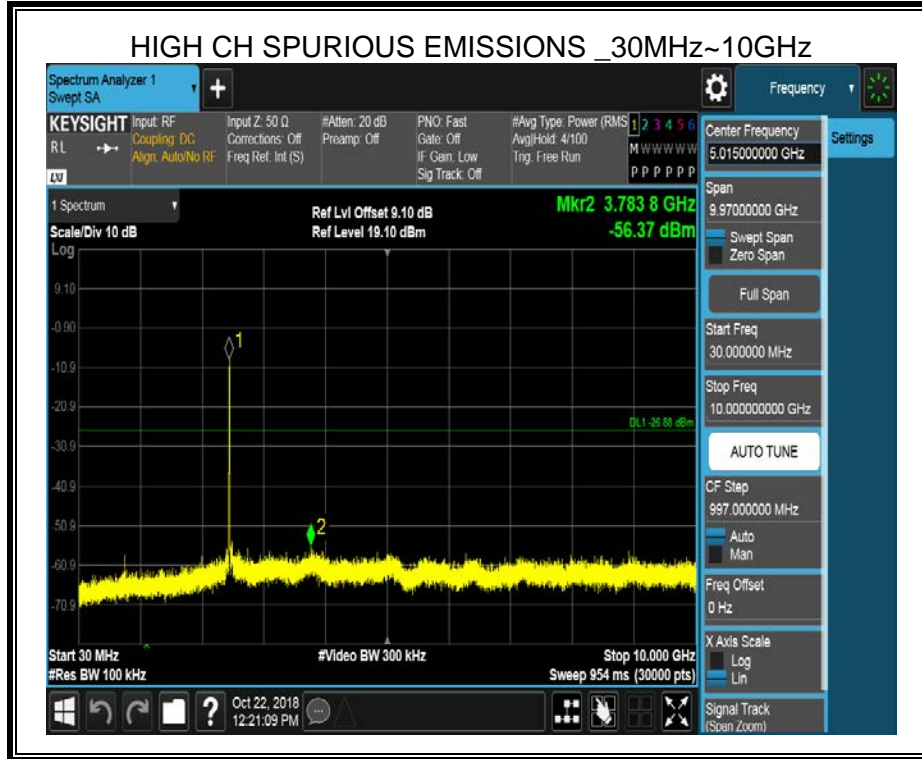 HIGH CH SPURIOUS EMISSIONS _30MHz~10GHz
Spectrum Analyzer 1
Swept SA
+
Frequency
KEYSIGHT
RL
LXI
Input: RF
Coupling: DC
Align: Auto/No RF
Input Z: 50 Ω
Corrections: Off
Freq Ref: Int (S)
#Atten: 20 dB
Preamp: Off
PNO: Fast
Gate: Off
IF Gain: Low
Sig Track: Off
#Avg Type: Power (RMS
Avg|Hold: 4/100
Trig: Free Run
1 2 3 4 5 6
M W W W W W
P P P P P P
Center Frequency
5.015000000 GHz
Settings
1 Spectrum
Scale/Div 10 dB
Ref Lvl Offset 9.10 dB
Ref Level 19.10 dBm
Mkr2 3.783 8 GHz
-56.37 dBm
Log
9.10
-0.90
-10.9
-20.9
-30.9
-40.9
-50.9
-60.9
-70.9
1
2
DL1 -26.88 dBm
Start 30 MHz
#Res BW 100 kHz
#Video BW 300 kHz
Stop 10.000 GHz
Sweep 954 ms (30000 pts)
Span
9.97000000 GHz
Swept Span
Zero Span
Full Span
Start Freq
30.000000 MHz
Stop Freq
10.000000000 GHz
AUTO TUNE
CF Step
997.000000 MHz
Auto
Man
Freq Offset
0 Hz
X Axis Scale
Log
Lin
Signal Track
(Span Zoom)
?
Oct 22, 2018
12:21:09 PM